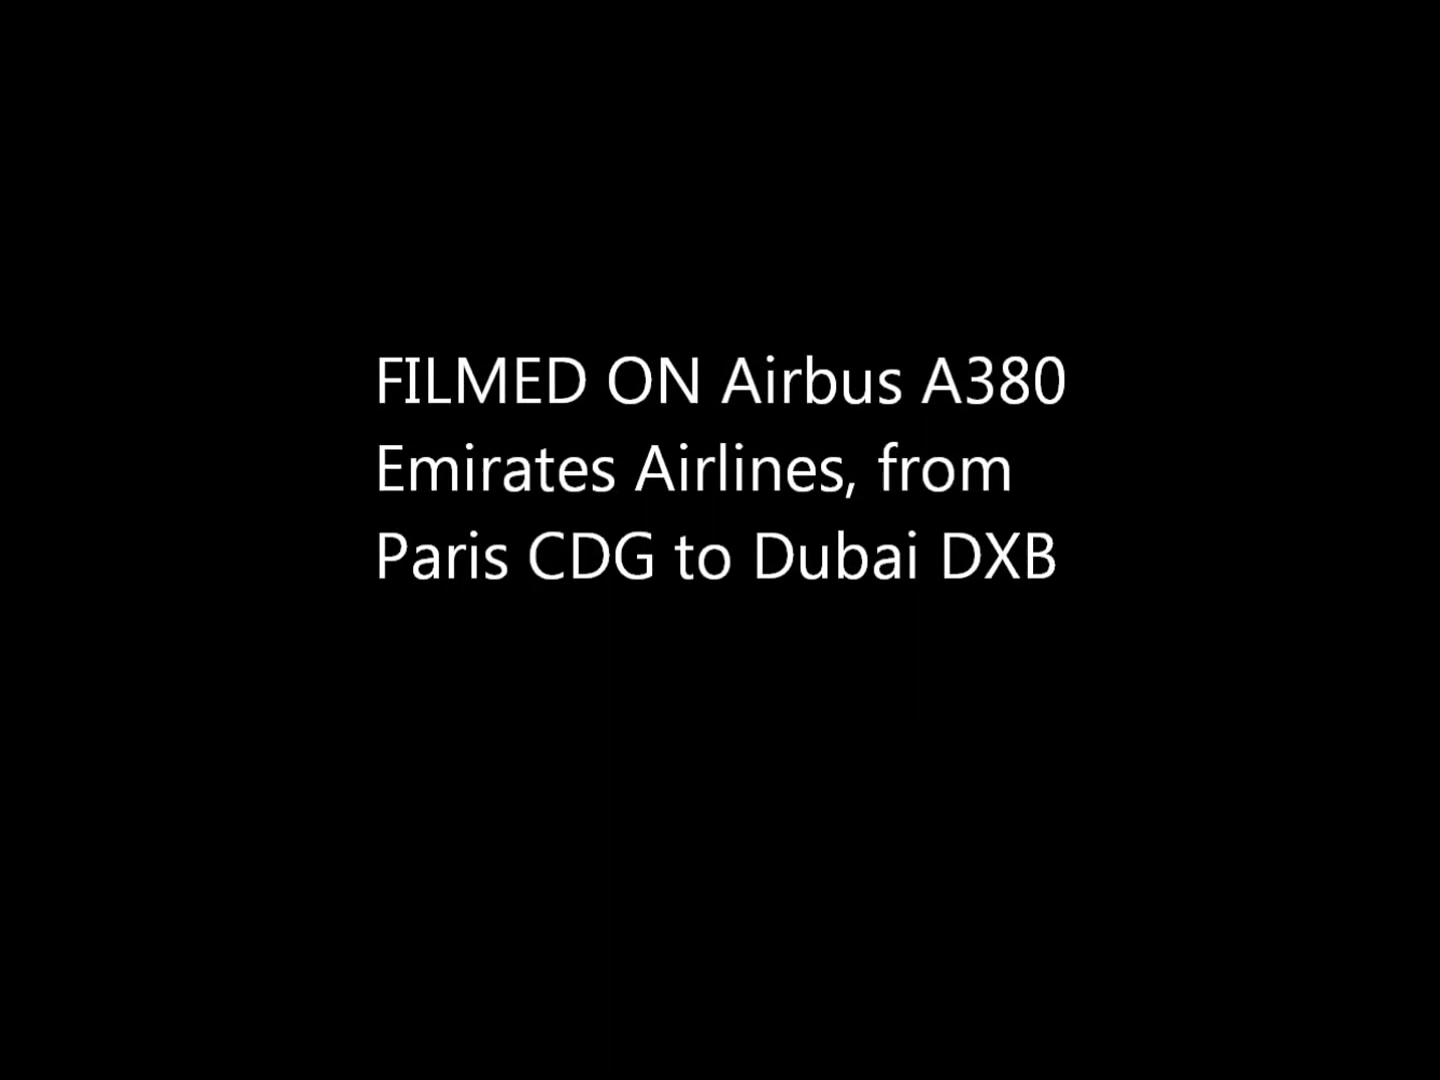 FILMED ON Airbus A380
Emirates Airlines, from
Paris CDG to Dubai DXB